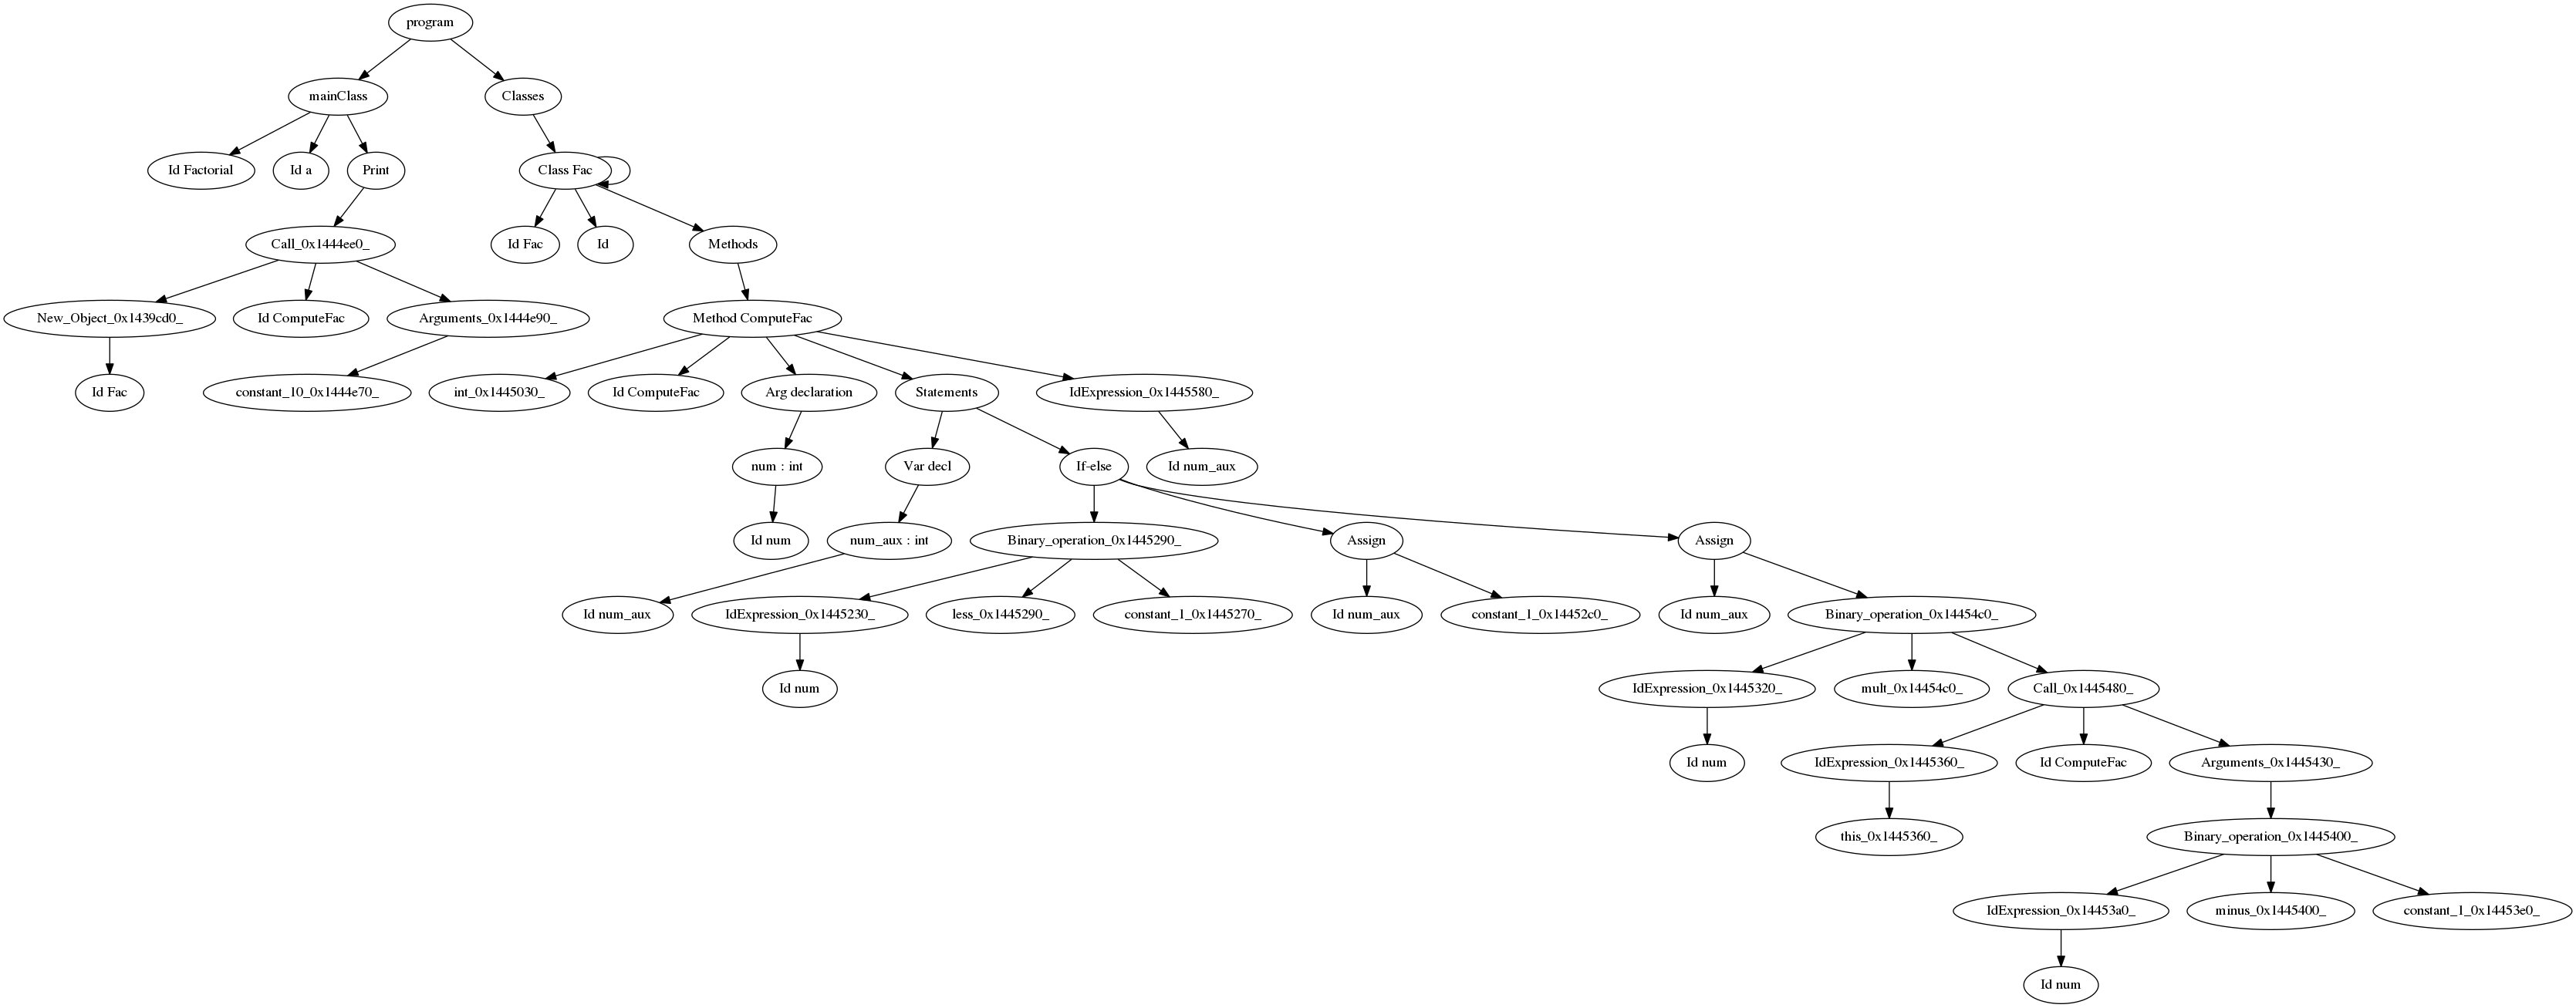 program
mainClass
Classes
Id Factorial
Id a
Print
Class Fac
Call_0x1444ee0_
Id Fac
Id
Methods
New_Object_0x1439cd0_
Id ComputeFac
Arguments_0x1444e90_
Method ComputeFac
Id Fac
constant_10_0x1444e70_
int_0x1445030_
Id ComputeFac
Arg declaration
Statements
IdExpression_0x1445580_
num : int
Var decl
If-else
Id num_aux
Id num
num_aux : int
Binary_operation_0x1445290_
Assign
Assign
Id num_aux
IdExpression_0x1445230_
less_0x1445290_
constant_1_0x1445270_
Id num_aux
constant_1_0x14452c0_
Id num_aux
Binary_operation_0x14454c0_
Id num
IdExpression_0x1445320_
mult_0x14454c0_
Call_0x1445480_
Id num
IdExpression_0x1445360_
Id ComputeFac
Arguments_0x1445430_
this_0x1445360_
Binary_operation_0x1445400_
IdExpression_0x14453a0_
minus_0x1445400_
constant_1_0x14453e0_
Id num